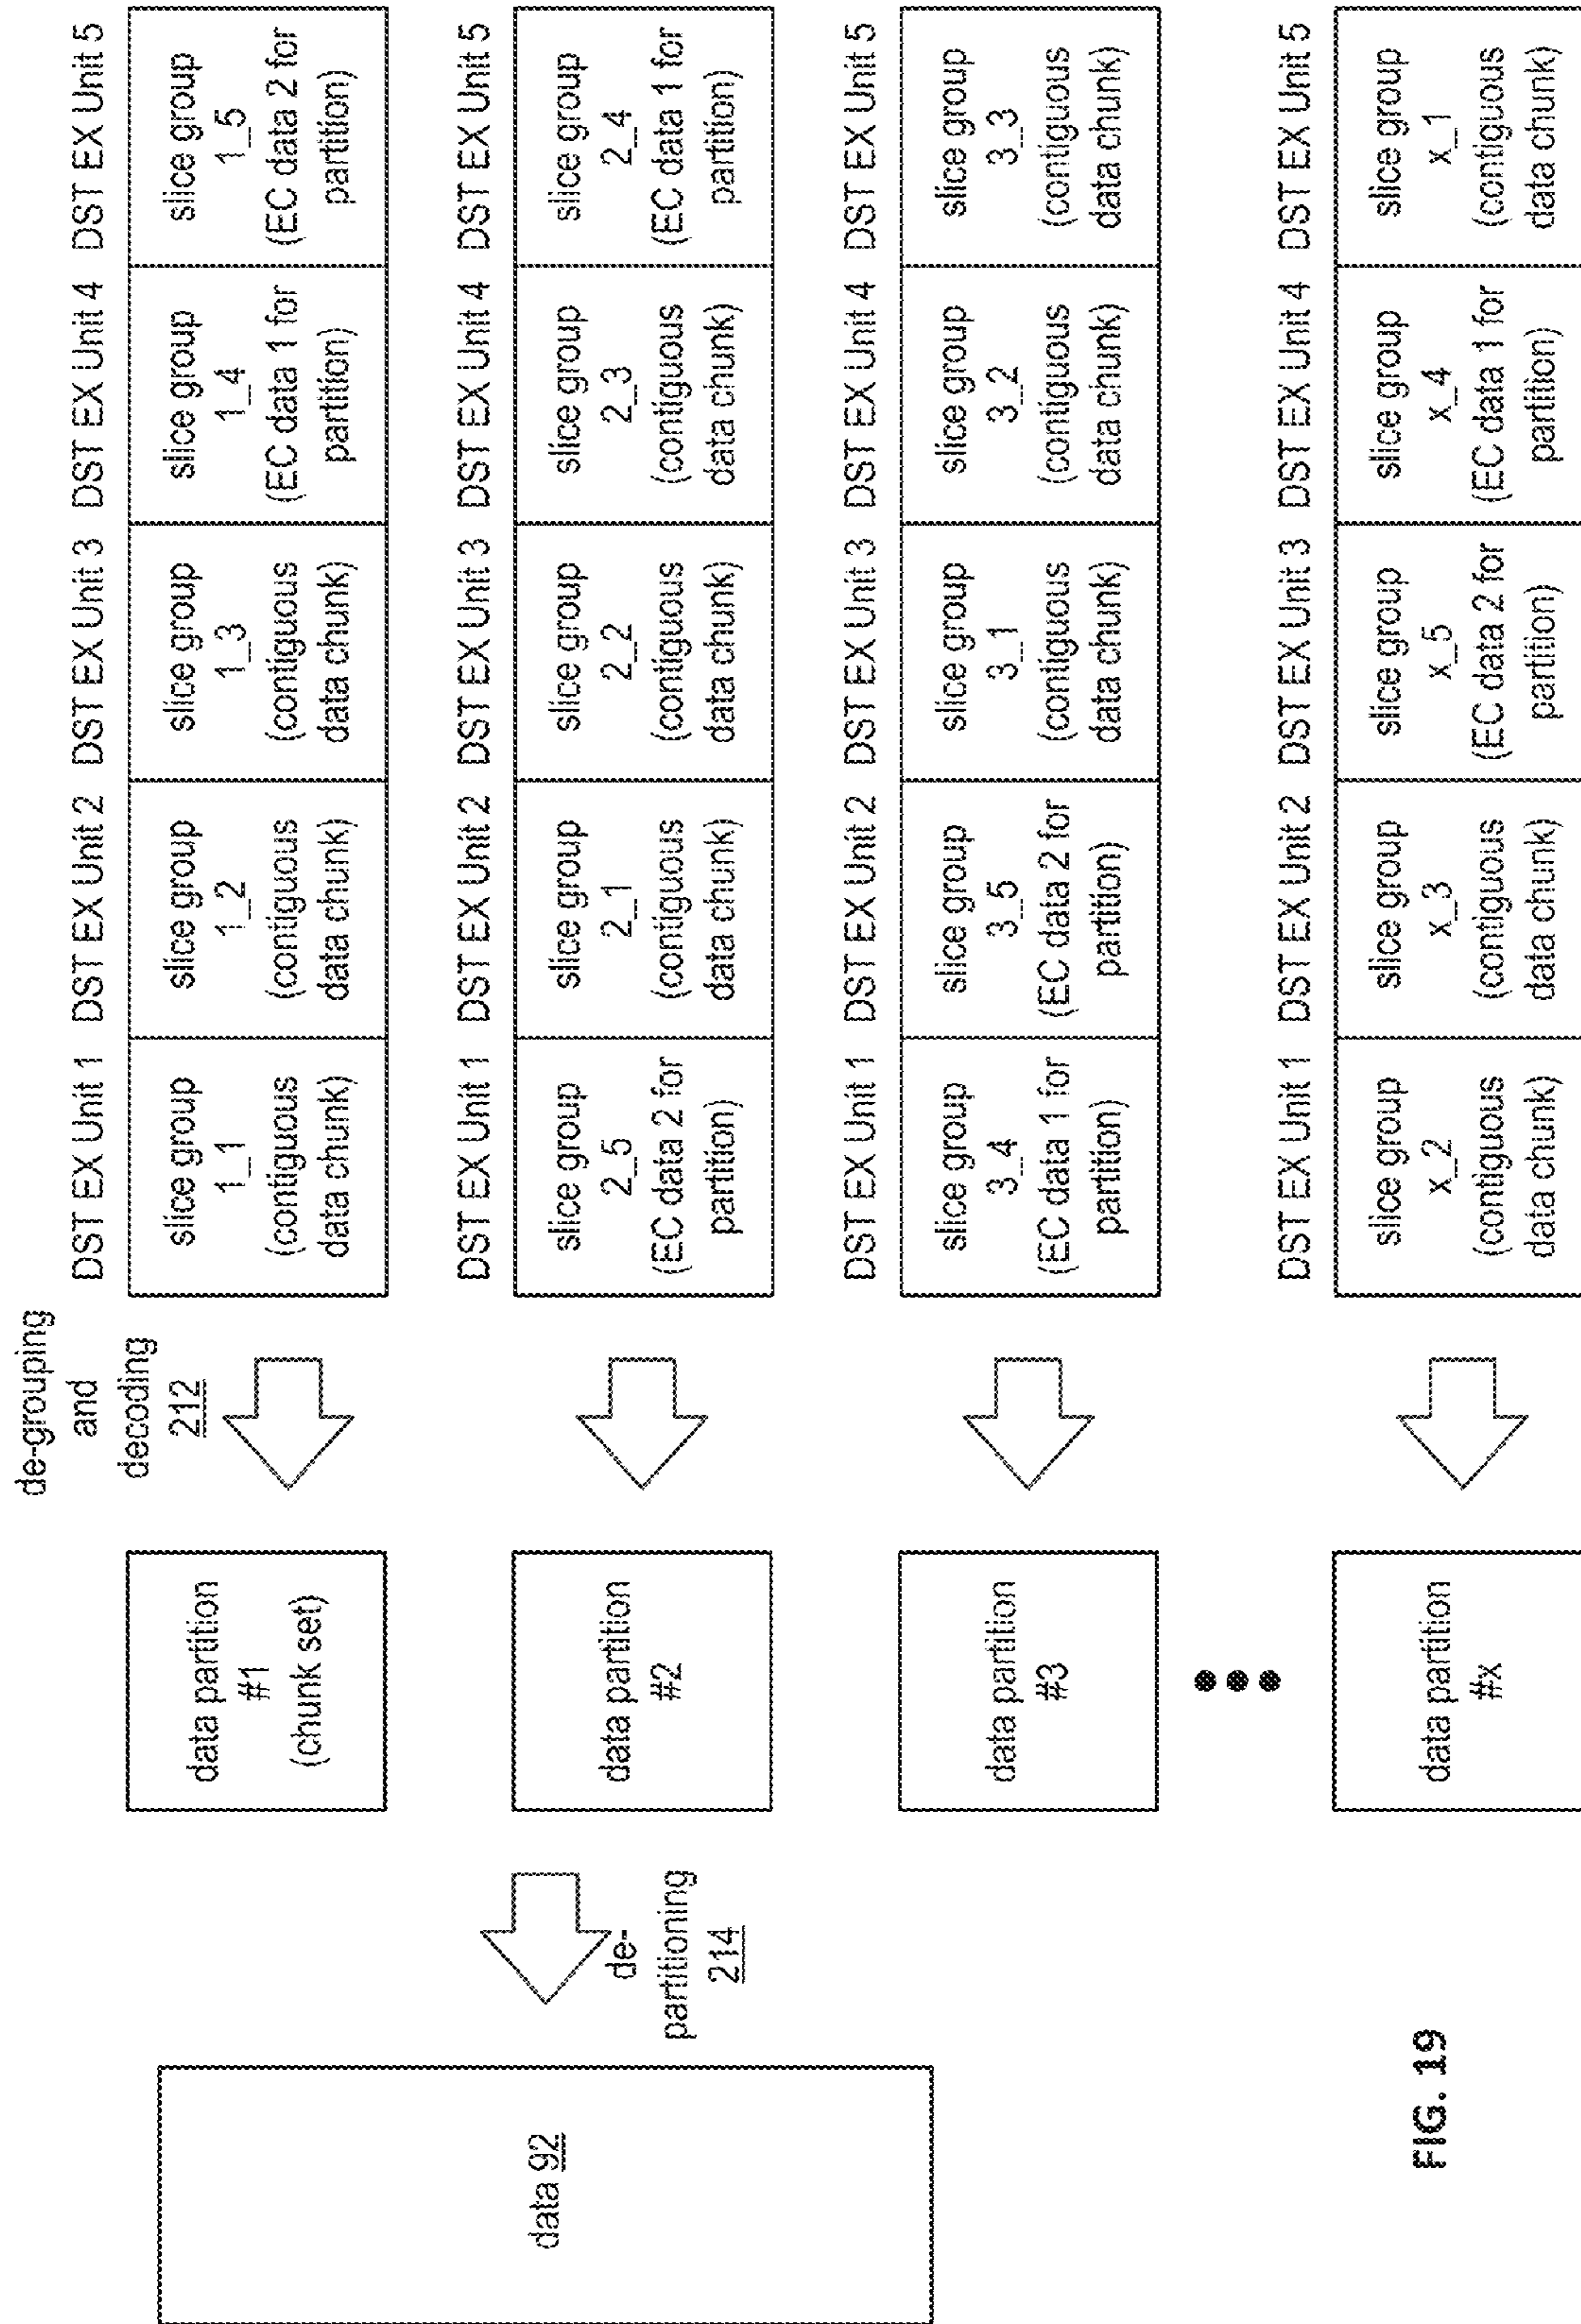 de-grouping
and
decoding
212
DST EX Unit 1 DST EX Unit 2 DST EX Unit 3 DST EX Unit 4 DST EX Unit 5
data partition
#1
(chunk set)
slice group
1_1
(contiguous
data chunk)
slice group
1_2
(contiguous
data chunk)
slice group
1_3
(contiguous
data chunk)
slice group
1_4
(EC data 1 for
partition)
slice group
1_5
(EC data 2 for
partition)
DST EX Unit 1 DST EX Unit 2 DST EX Unit 3 DST EX Unit 4 DST EX Unit 5
data 92
de-
partitioning
214
data partition
#2
slice group
2_5
(EC data 2 for
partition)
slice group
2_1
(contiguous
data chunk)
slice group
2_2
(contiguous
data chunk)
slice group
2_3
(contiguous
data chunk)
slice group
2_4
(EC data 1 for
partition)
DST EX Unit 1 DST EX Unit 2 DST EX Unit 3 DST EX Unit 4 DST EX Unit 5
data partition
#3
slice group
3_4
(EC data 1 for
partition)
slice group
3_5
(EC data 2 for
partition)
slice group
3_1
(contiguous
data chunk)
slice group
3_2
(contiguous
data chunk)
slice group
3_3
(contiguous
data chunk)
DST EX Unit 1 DST EX Unit 2 DST EX Unit 3 DST EX Unit 4 DST EX Unit 5
data partition
#x
slice group
x_2
(contiguous
data chunk)
slice group
x_3
(contiguous
data chunk)
slice group
x_5
(EC data 2 for
partition)
slice group
x_4
(EC data 1 for
partition)
slice group
x_1
(contiguous
data chunk)
FIG. 19